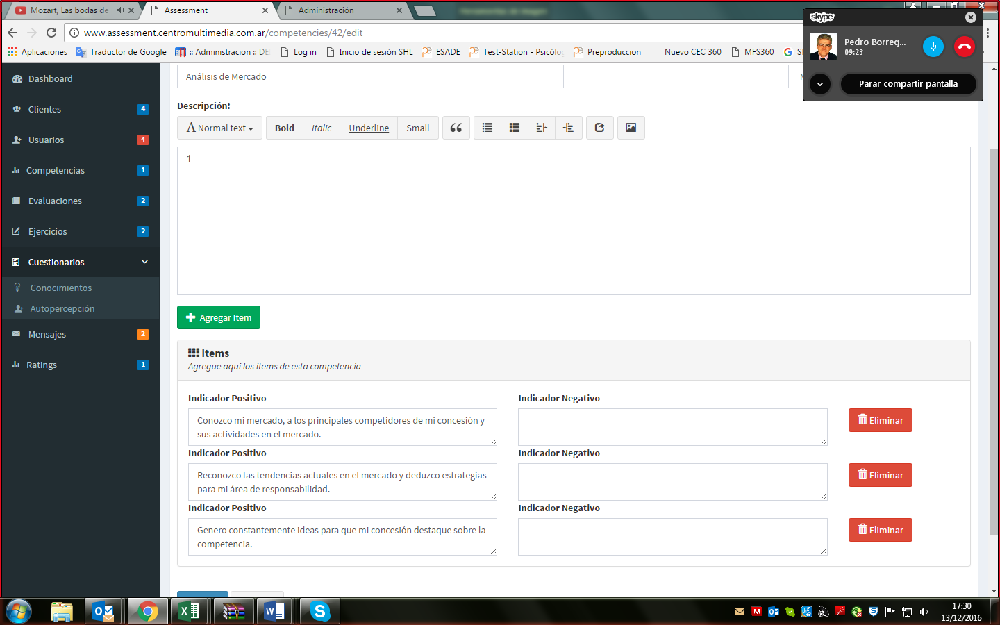 Mozart, Las bodas de
Assessment
Administración
Herramientas de imagen
www.assessment.centromultimedia.com.ar/competencies/42/edit
Aplicaciones
Traductor de Google
:: Administracion :: DE
Log in
Inicio de sesión SHL
ESADE
Test-Station - Psicólo
Preproduccion
Nuevo CEC 360
MFS360
S
skype
Pedro Borreg...
09:23
Parar compartir pantalla
Dashboard
Clientes 4
Usuarios 4
Competencias 1
Evaluaciones 2
Ejercicios 2
Cuestionarios
Conocimientos
Autopercepción
Mensajes 2
Ratings 1
Análisis de Mercado
Descripción:
A Normal text
Bold
Italic
Underline
Small
1
Agregar Item
Items
Agregue aqui los items de esta competencia
Indicador Positivo
Indicador Negativo
Conozco mi mercado, a los principales competidores de mi concesión y
sus actividades en el mercado.
Eliminar
Indicador Positivo
Indicador Negativo
Reconozco las tendencias actuales en el mercado y deduzco estrategias
para mi área de responsabilidad.
Eliminar
Indicador Positivo
Indicador Negativo
Genero constantemente ideas para que mi concesión destaque sobre la
competencia.
Eliminar
17:30
13/12/2016